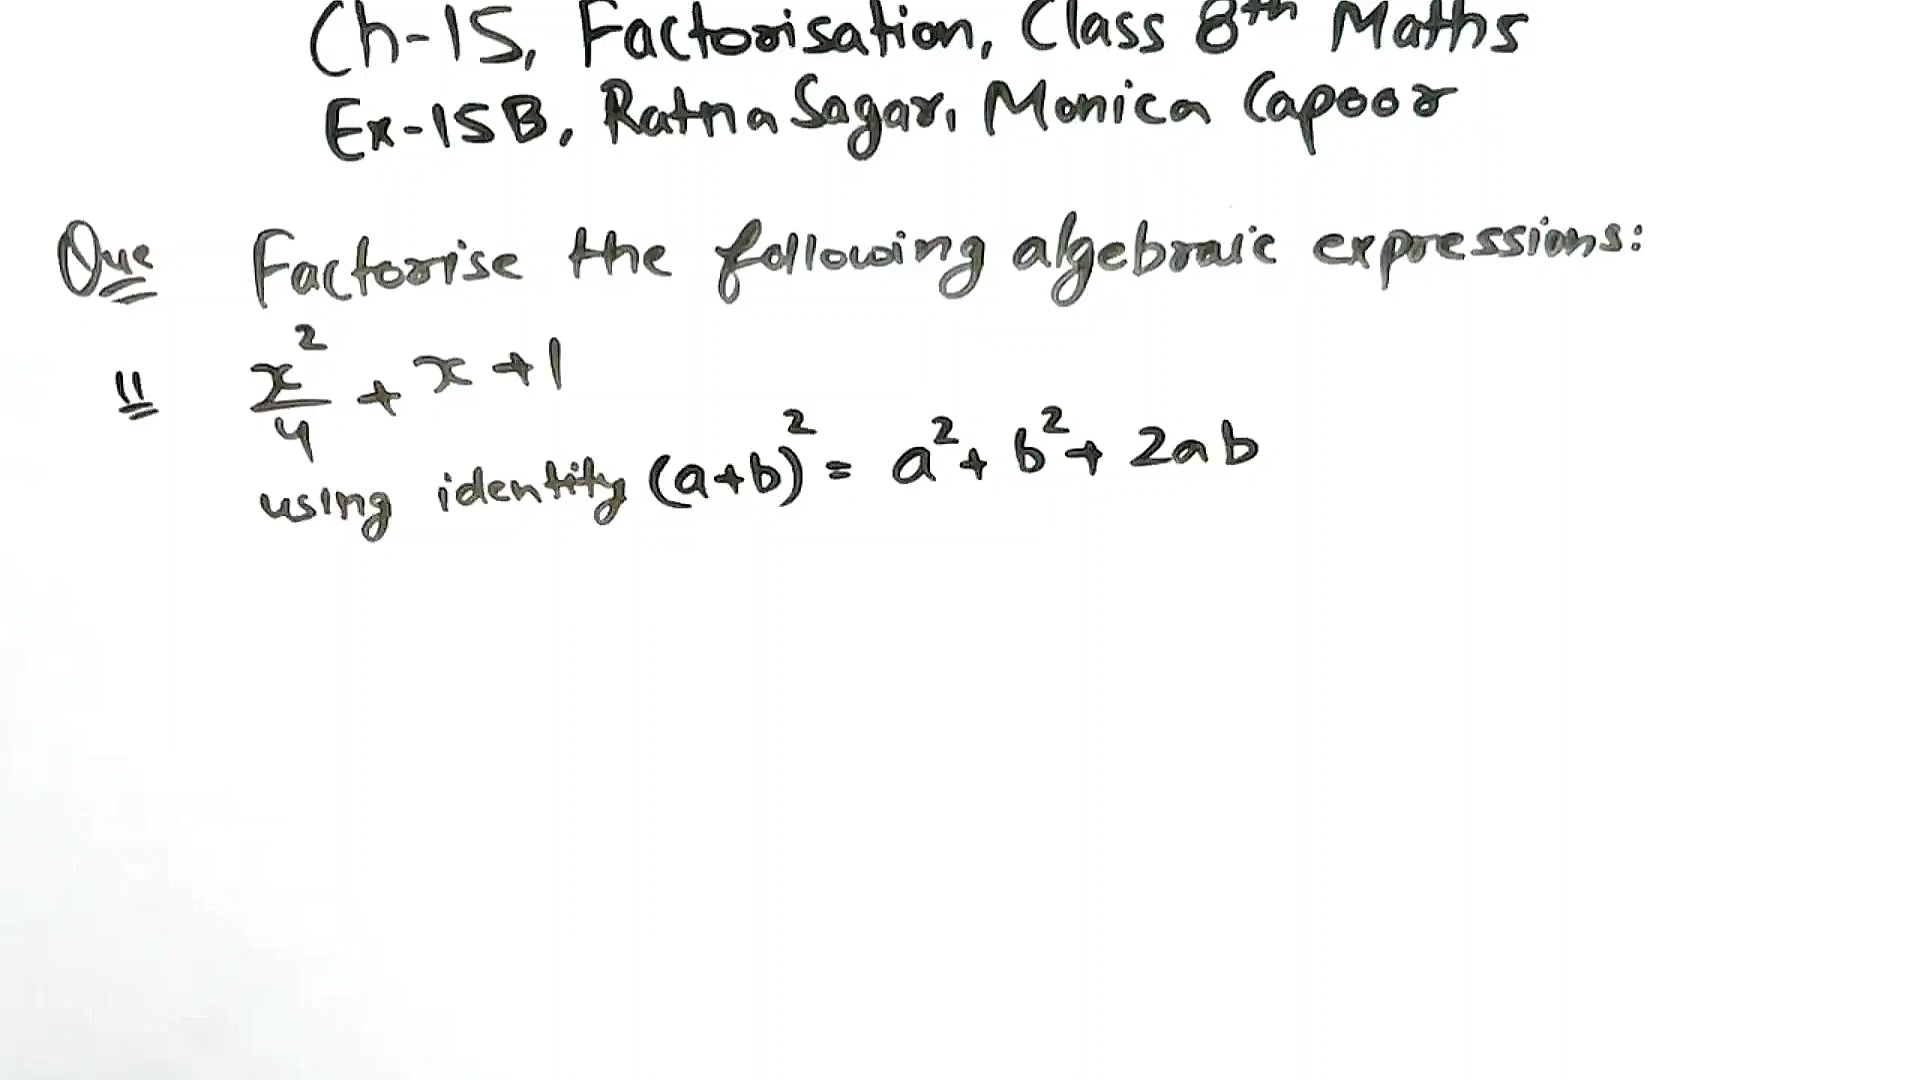 Ch-15, Factorisation, Class 8th Maths
Ex-15B, Ratna Sagar, Monica Capoor
Que Factorise the following algebraic expressions:
11 x²/4 + x + 1
using identity (a+b)² = a² + b² + 2ab